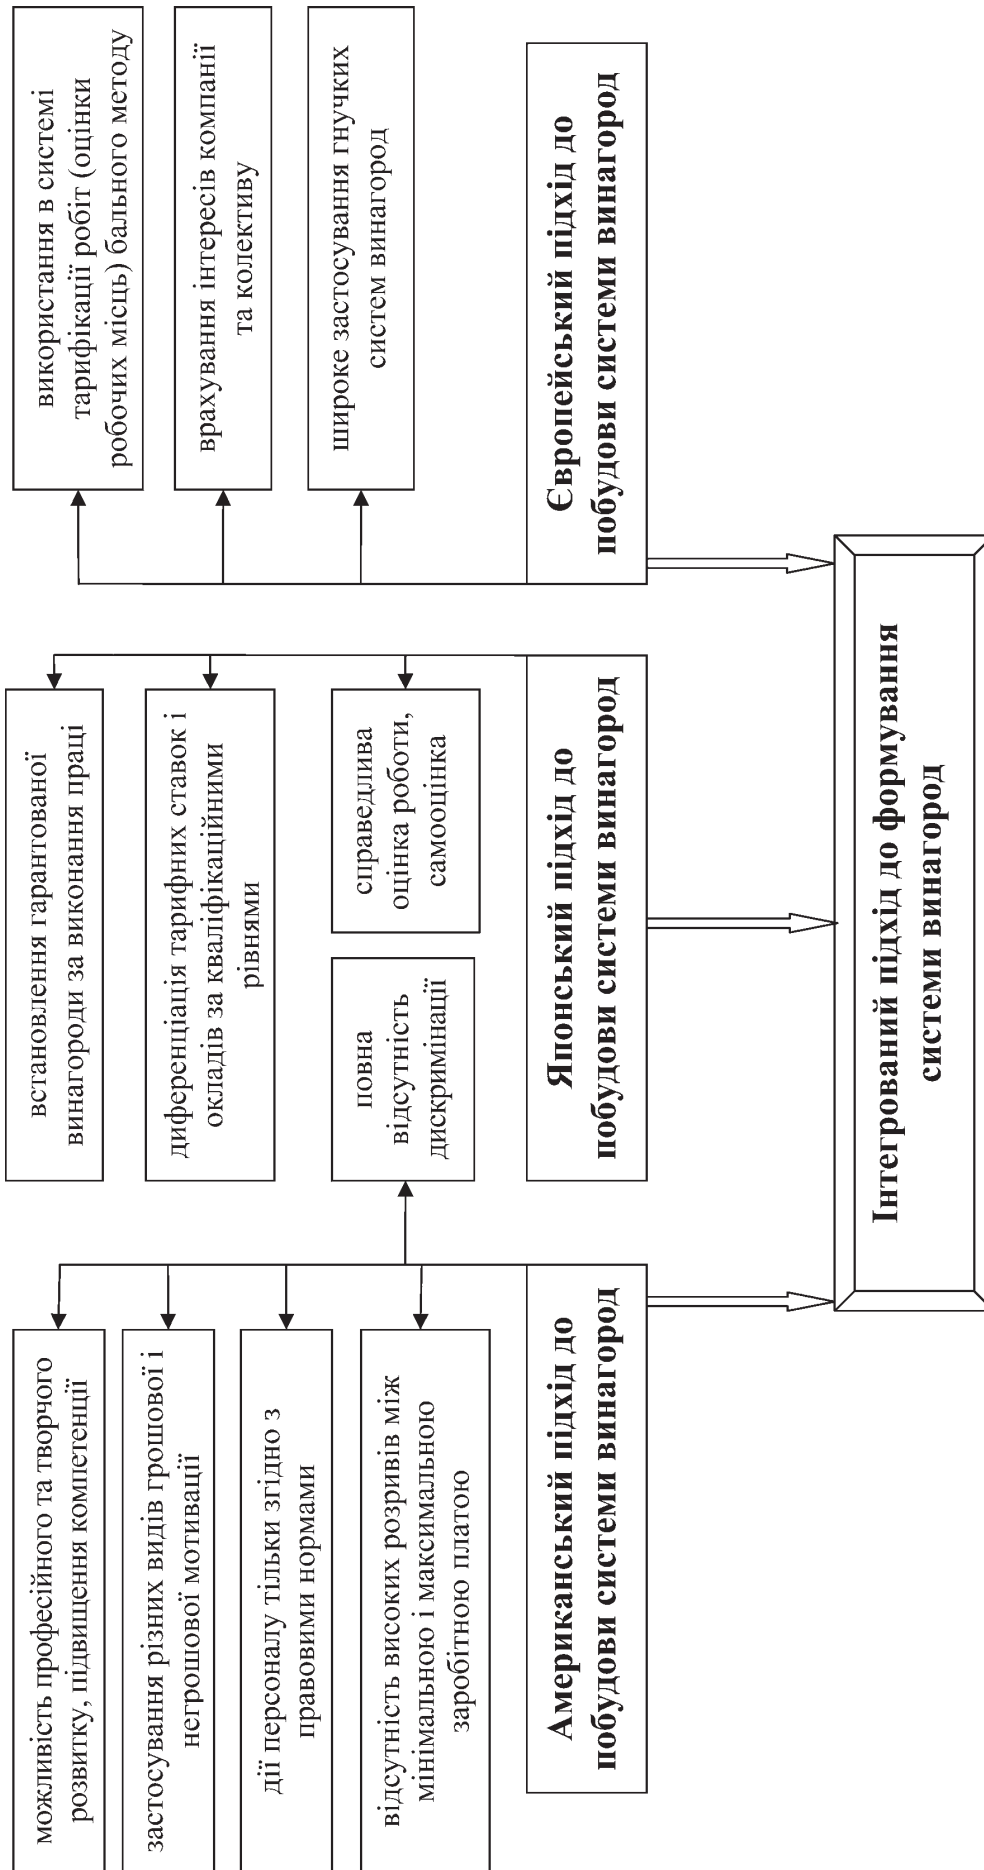 можливість професійного та творчого
розвитку, підвищення компетенції
застосування різних видів грошової і
негрошової мотивації
дії персоналу тільки згідно з
правовими нормами
відсутність високих розривів між
мінімальною і максимальною
заробітною платою
Американський підхід до
побудови системи винагород
встановлення гарантованої
винагороди за виконання праці
диференціація тарифних ставок і
окладів за кваліфікаційними
рівнями
повна
відсутність
дискримінації
справедлива
оцінка роботи,
самооцінка
Японський підхід до
побудови системи винагород
використання в системі
тарифікації робіт (оцінки
робочих місць) бального методу
врахування інтересів компанії
та колективу
широке застосування гнучких
систем винагород
Європейський підхід до
побудови системи винагород
Інтегрований підхід до формування
системи винагород